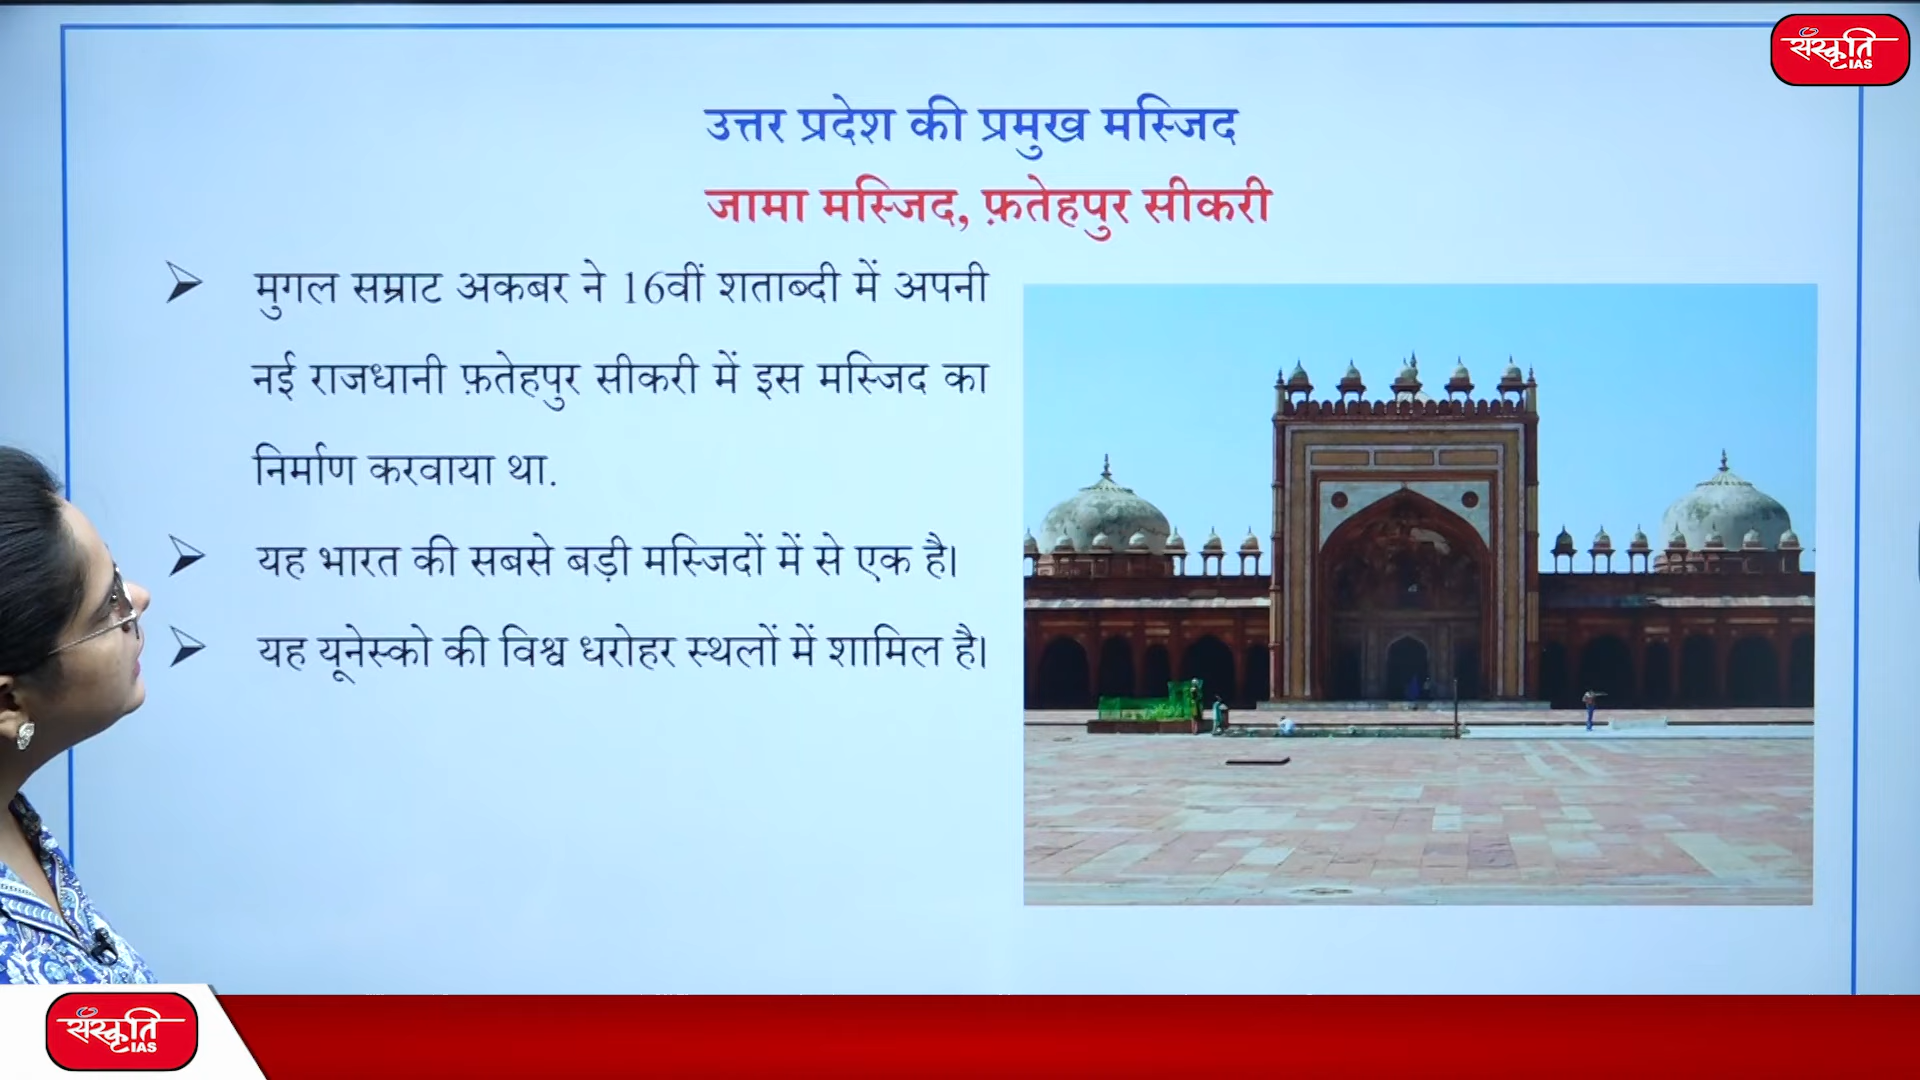 संस्कृति
IAS
उत्तर प्रदेश की प्रमुख मस्जिद
जामा मस्जिद, फ़तेहपुर सीकरी
मुगल सम्राट अकबर ने 16वीं शताब्दी में अपनी
नई राजधानी फ़तेहपुर सीकरी में इस मस्जिद का
निर्माण करवाया था.
यह भारत की सबसे बड़ी मस्जिदों में से एक है।
यह यूनेस्को की विश्व धरोहर स्थलों में शामिल है।
संस्कृति
IAS